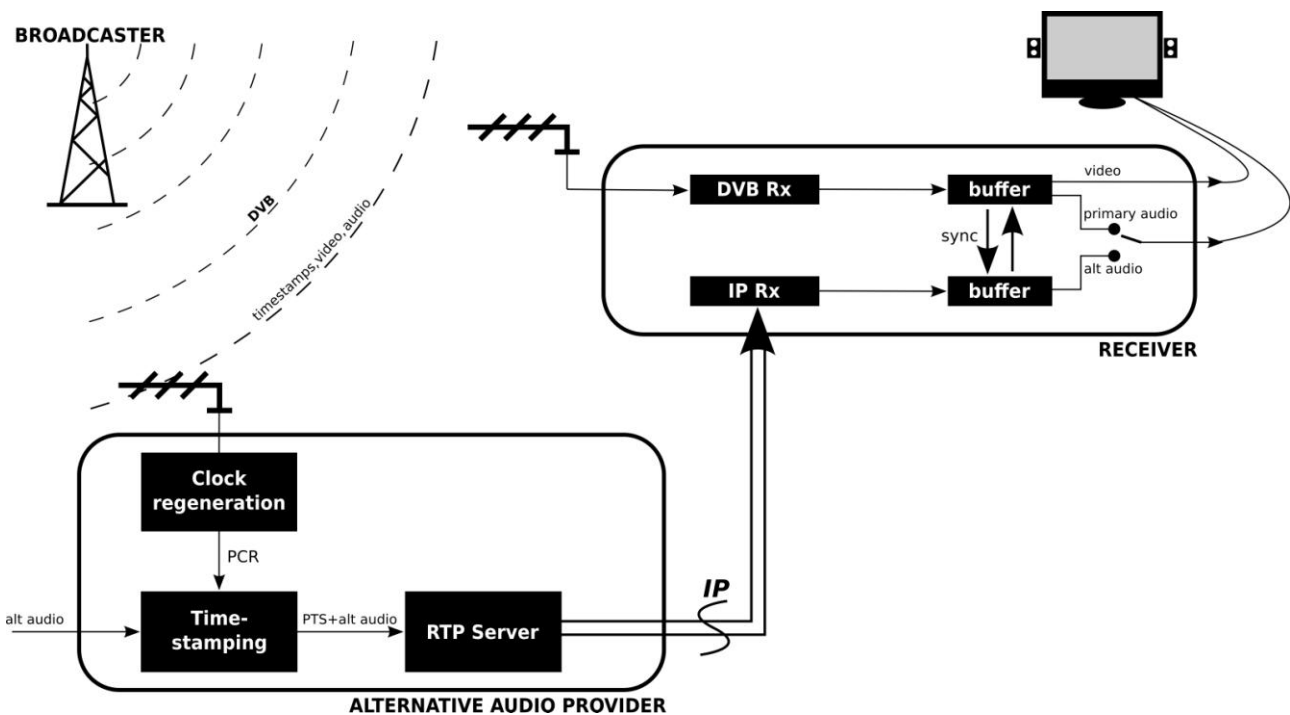 BROADCASTER
DVB
timestamps, video, audio
DVB Rx
buffer
video
primary audio
sync
alt audio
IP Rx
buffer
RECEIVER
Clock
regeneration
PCR
alt audio
Time-
stamping
PTS+alt audio
RTP Server
IP
ALTERNATIVE AUDIO PROVIDER